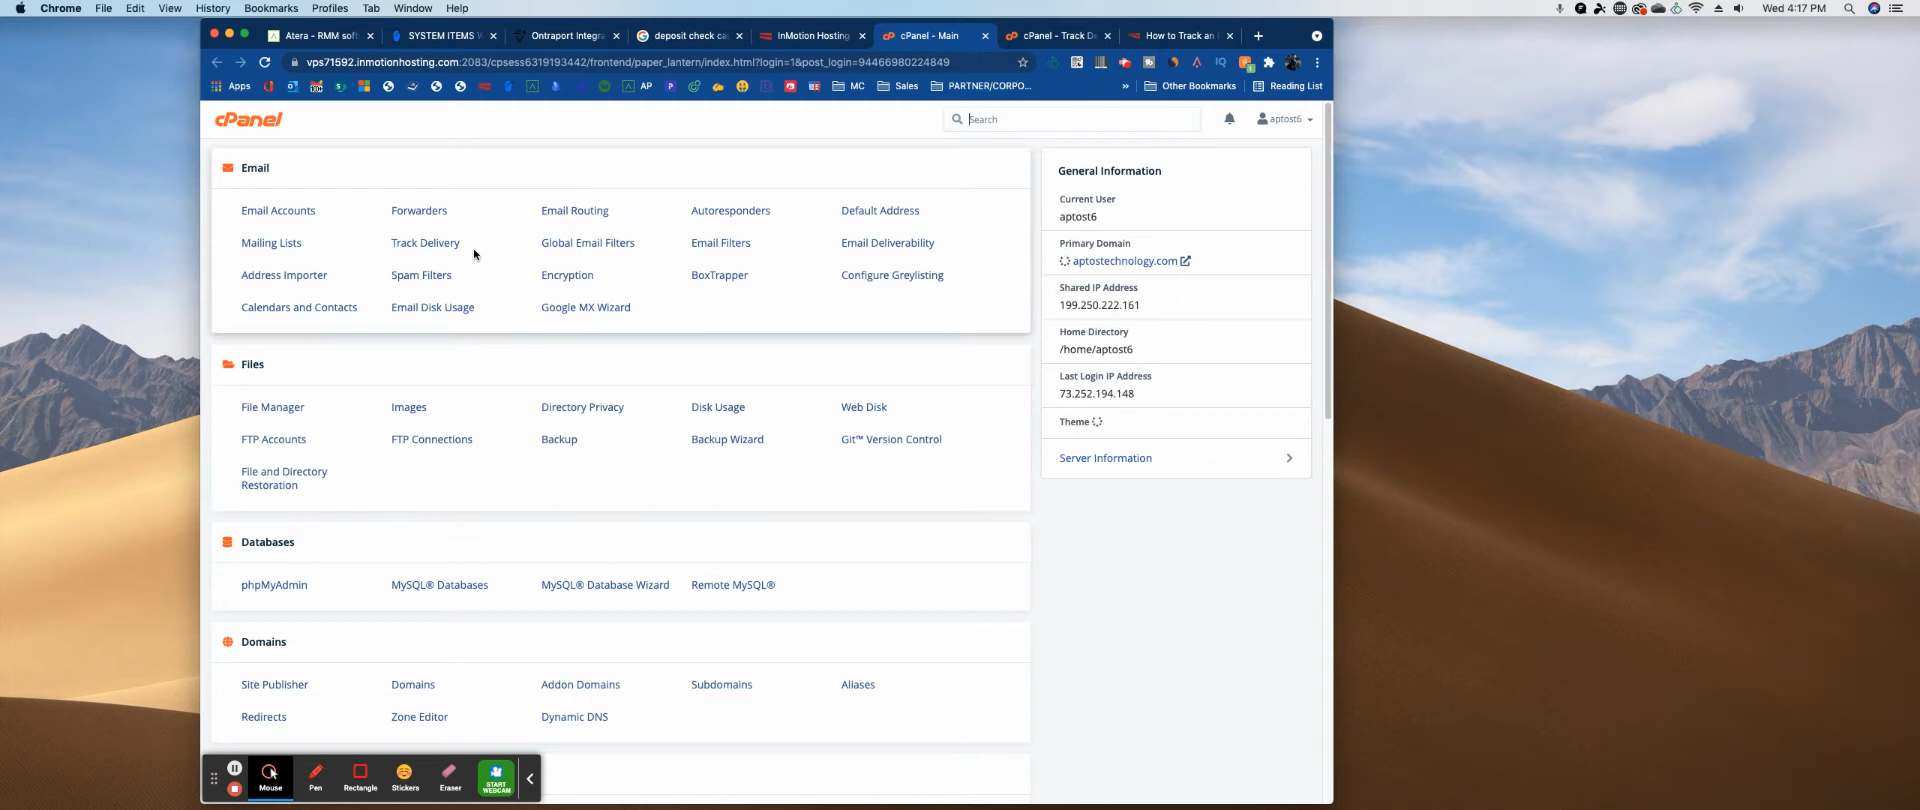 Chrome File Edit View History Bookmarks Profiles Tab Window Help Wed 4:17 PM
Atera - RMM soft SYSTEM ITEMS Ontraport Integra deposit check ca InMotion Hosting cPanel - Main cPanel - Track D How to Track an
vps71592.inmotionhosting.com:2083/cpsess6319193442/frontend/paper_lantern/index.html?login=1&post_login=94466980224849
Apps AP MC Sales PARTNER/CORPO... » Other Bookmarks Reading List
cPanel Search aptost6
Email
Email Accounts Forwarders Email Routing Autoresponders Default Address
Mailing Lists Track Delivery Global Email Filters Email Filters Email Deliverability
Address Importer Spam Filters Encryption BoxTrapper Configure Greylisting
Calendars and Contacts Email Disk Usage Google MX Wizard
Files
File Manager Images Directory Privacy Disk Usage Web Disk
FTP Accounts FTP Connections Backup Backup Wizard Git™ Version Control
File and Directory
Restoration
Databases
phpMyAdmin MySQL® Databases MySQL® Database Wizard Remote MySQL®
Domains
Site Publisher Domains Addon Domains Subdomains Aliases
Redirects Zone Editor Dynamic DNS
General Information
Current User
aptost6
Primary Domain
aptostechnology.com
Shared IP Address
199.250.222.161
Home Directory
/home/aptost6
Last Login IP Address
73.252.194.148
Theme
Server Information
Mouse Pen Rectangle Stickers Eraser START
WEBCAM